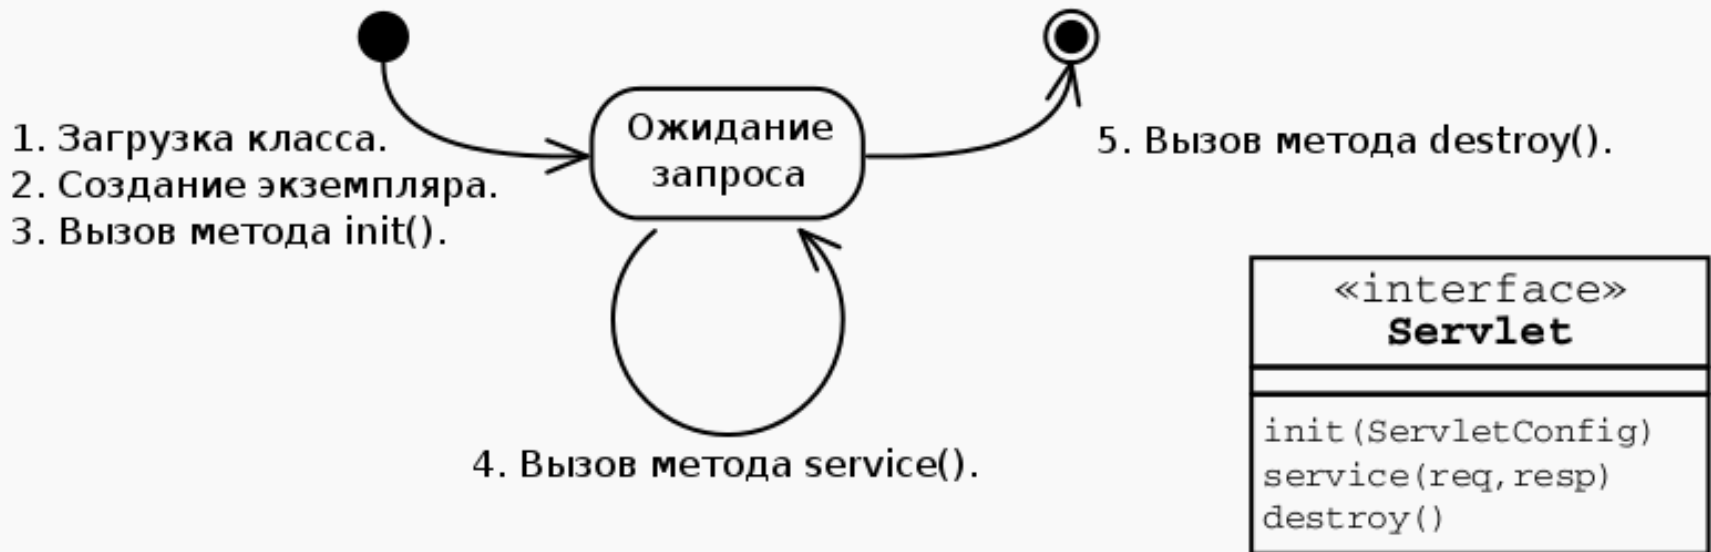 1. Загрузка класса.
2. Создание экземпляра.
3. Вызов метода init().
Ожидание
запроса
5. Вызов метода destroy().
4. Вызов метода service().
«interface»
Servlet
init(ServletConfig)
service(req,resp)
destroy()